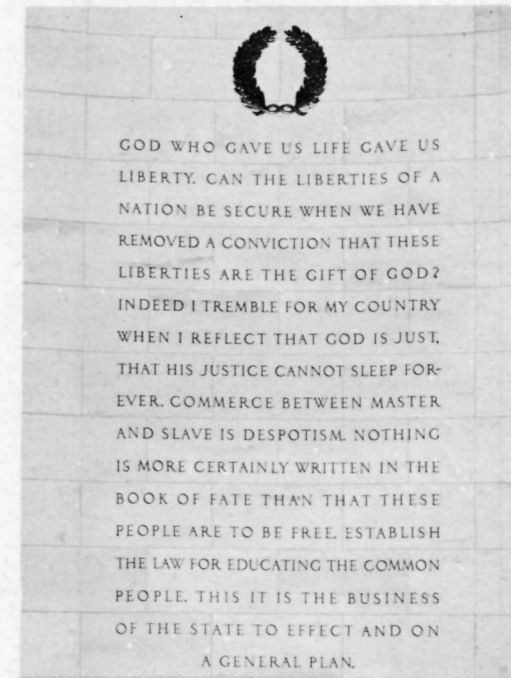 GOD WHO GAVE US LIFE GAVE US
LIBERTY. CAN THE LIBERTIES OF A
NATION BE SECURE WHEN WE HAVE
REMOVED A CONVICTION THAT THESE
LIBERTIES ARE THE GIFT OF GOD?
INDEED I TREMBLE FOR MY COUNTRY
WHEN I REFLECT THAT GOD IS JUST,
THAT HIS JUSTICE CANNOT SLEEP FOR-
EVER. COMMERCE BETWEEN MASTER
AND SLAVE IS DESPOTISM. NOTHING
IS MORE CERTAINLY WRITTEN IN THE
BOOK OF FATE THAN THAT THESE
PEOPLE ARE TO BE FREE. ESTABLISH
THE LAW FOR EDUCATING THE COMMON
PEOPLE. THIS IT IS THE BUSINESS
OF THE STATE TO EFFECT AND ON
A GENERAL PLAN.